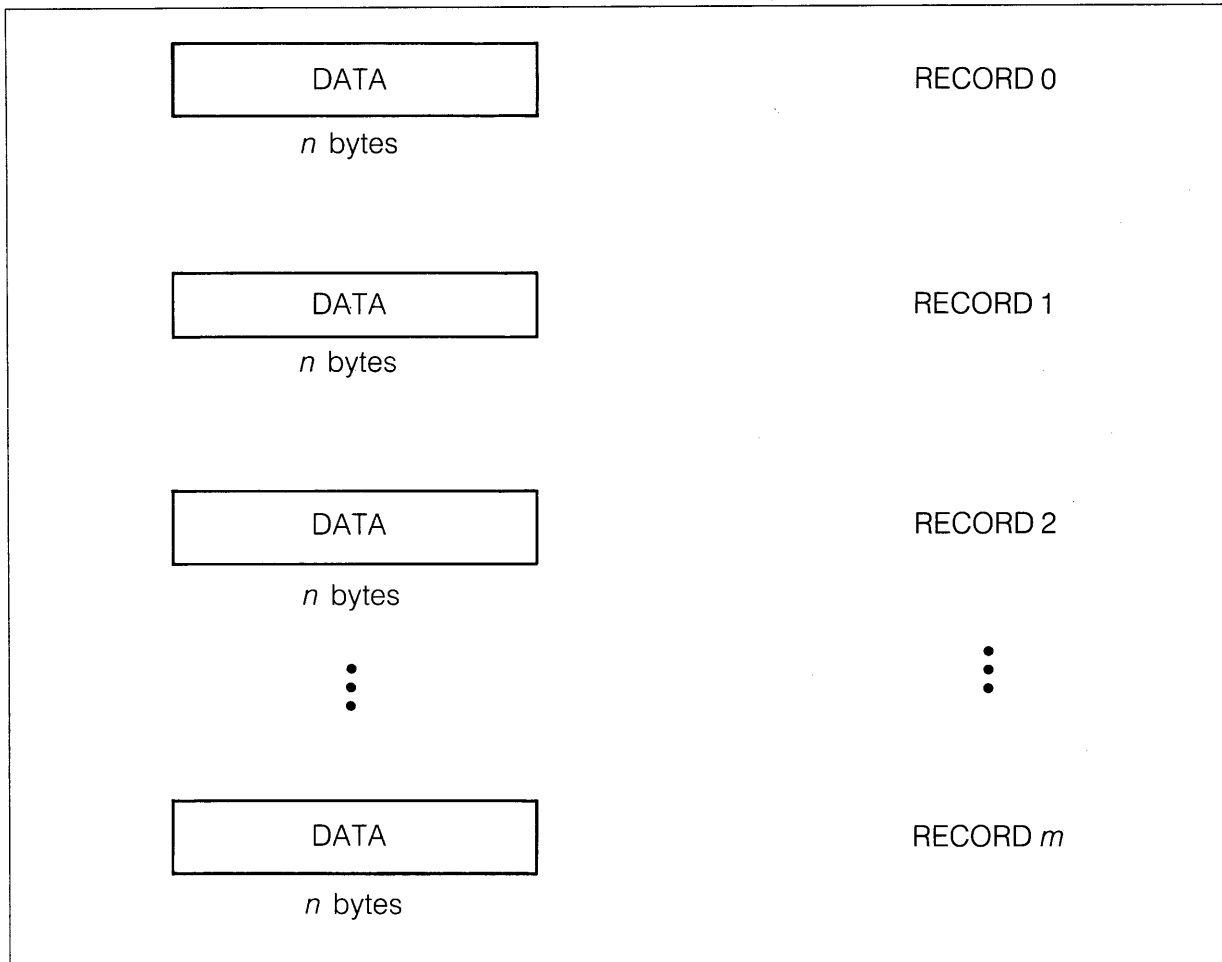 DATA RECORD 0
n bytes
DATA RECORD 1
n bytes
DATA RECORD 2
n bytes
DATA RECORD m
n bytes